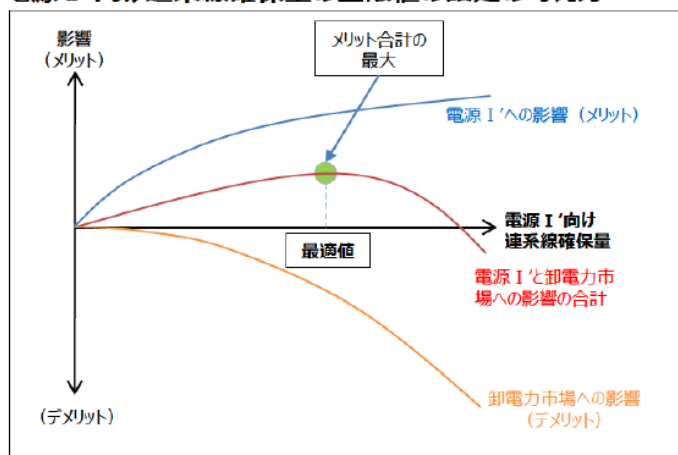 影響
(メリット)
メリット合計の
最大
電源Ⅰ′への影響（メリット）
電源Ⅰ′向け
連系線確保量
最適値
電源Ⅰ′と卸電力市
場への影響の合計
卸電力市場への影響
(デメリット)
(デメリット)